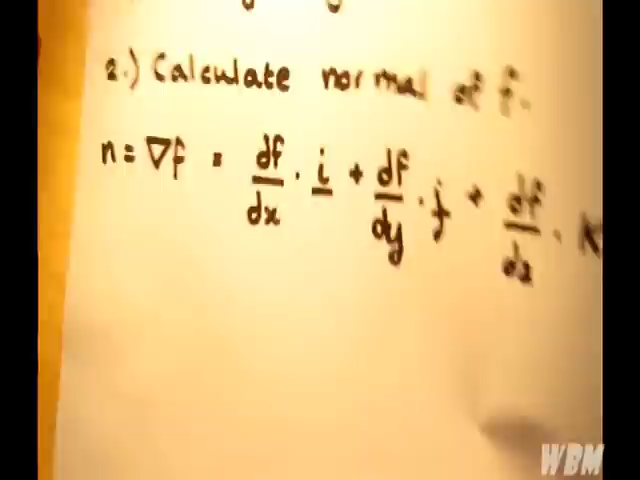 2.) Calculate normal of f.
n = ∇f = df/dx . i + df/dy . j + df/dz . k
WBM